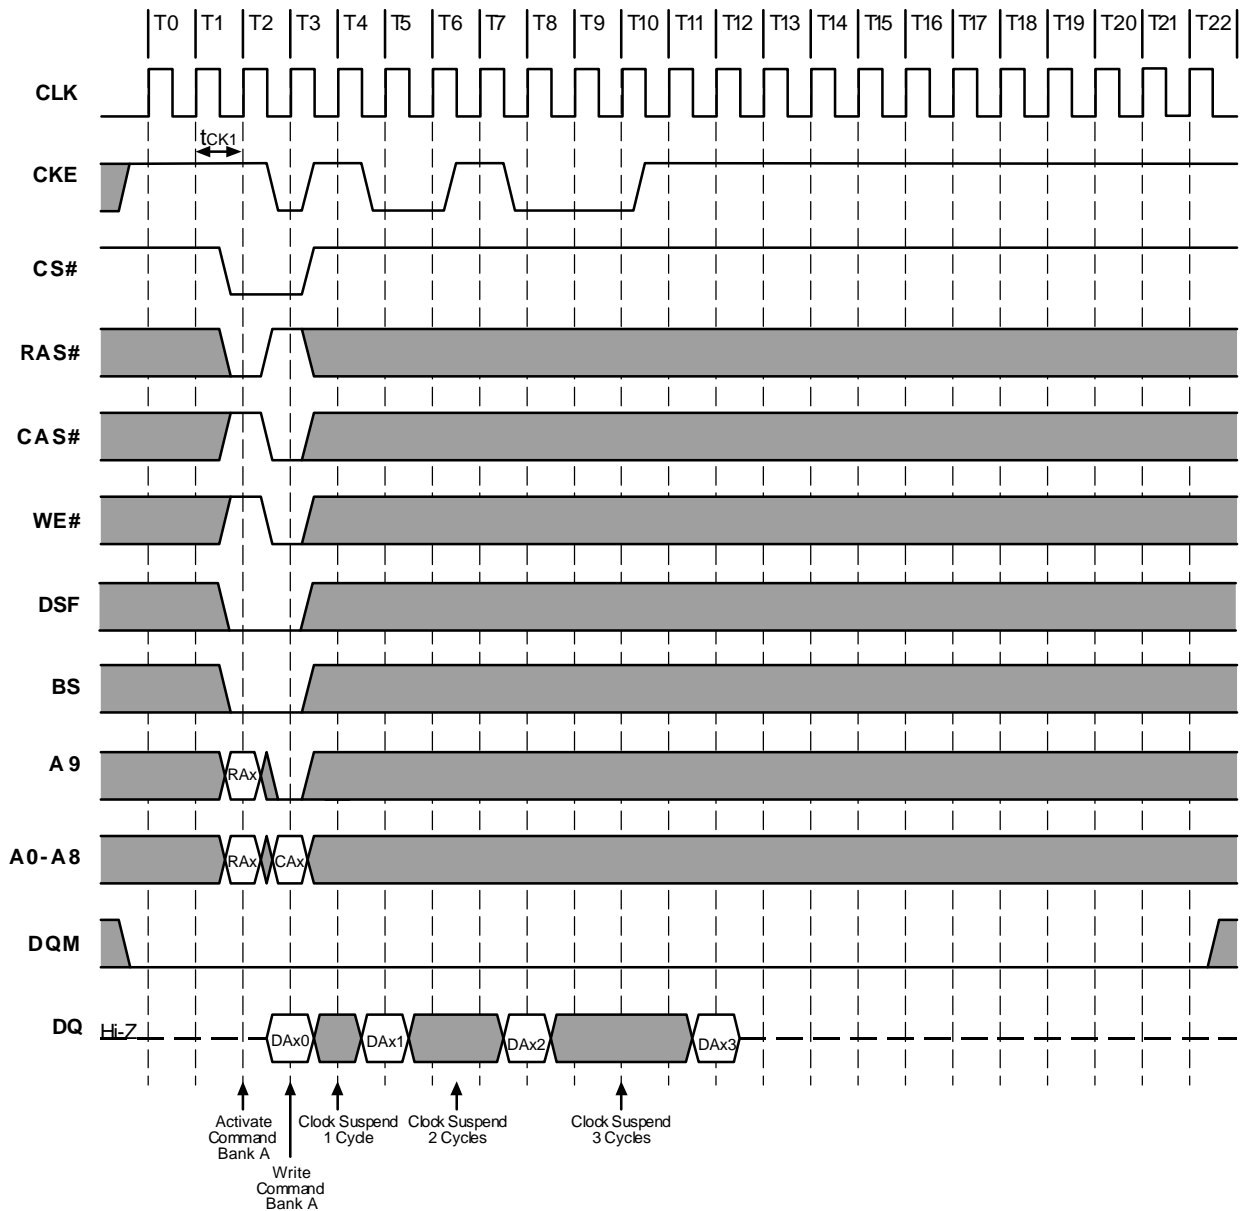 T0 T1 T2 T3 T4 T5 T6 T7 T8 T9 T10 T11 T12 T13 T14 T15 T16 T17 T18 T19 T20 T21 T22
CLK
tCK1
CKE
CS#
RAS#
CAS#
WE#
DSF
BS
A9
RAx
A0-A8
RAx CAx
DQM
DQ
Hi-Z
DAx0 DAx1 DAx2 DAx3
Activate
Command
Bank A
Write
Command
Bank A
Clock Suspend
1 Cycle
Clock Suspend
2 Cycles
Clock Suspend
3 Cycles